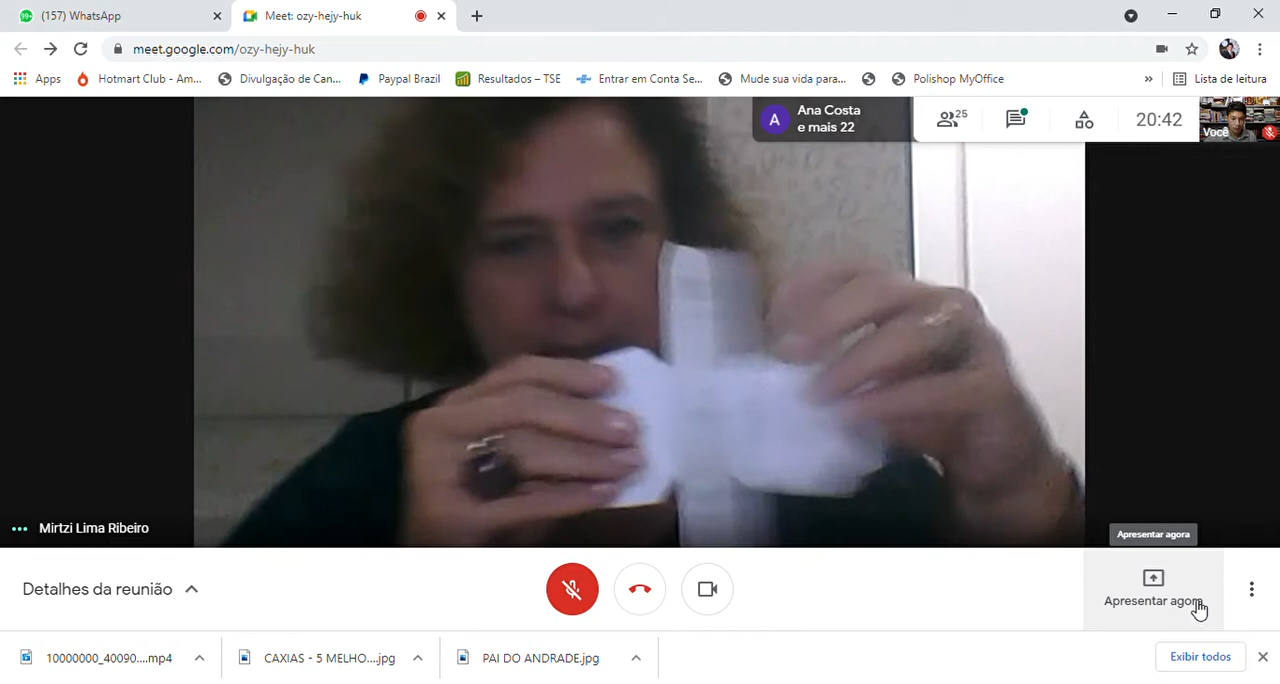 99+
(157) WhatsApp
Meet: ozy-hejy-huk
meet.google.com/ozy-hejy-huk
Apps
Hotmart Club - Am...
Divulgação de Can...
Paypal Brazil
Resultados – TSE
Entrar em Conta Se...
Mude sua vida para...
Polishop MyOffice
»
Lista de leitura
A
Ana Costa
e mais 22
25
20:42
Você
Mirtzi Lima Ribeiro
Apresentar agora
Detalhes da reunião
Apresentar agora
10000000_40090....mp4
CAXIAS - 5 MELHO....jpg
PAI DO ANDRADE.jpg
Exibir todos